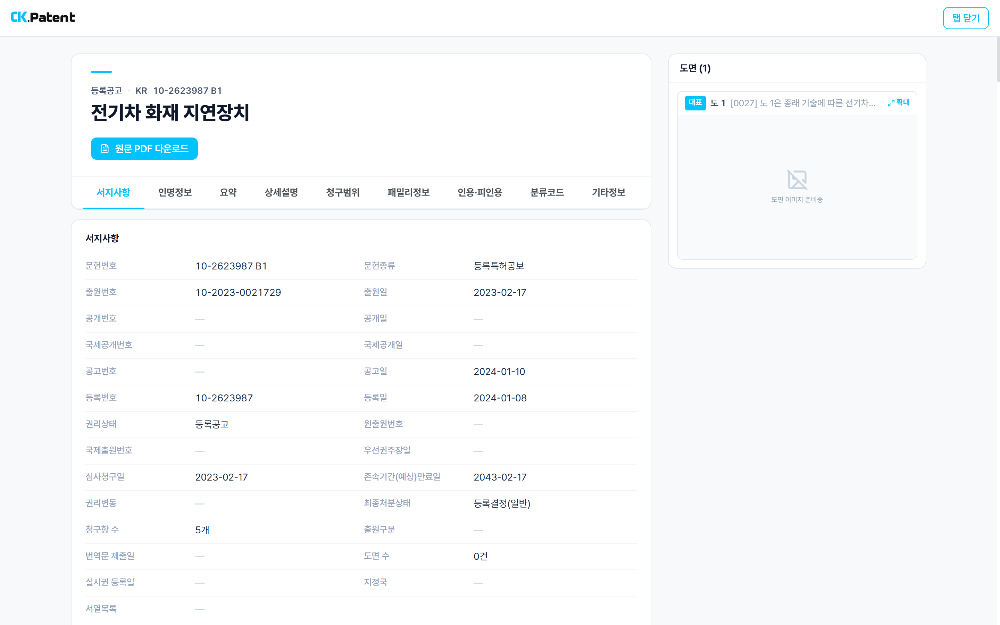 CK.Patent
탭 닫기
등록공고 · KR 10-2623987 B1
전기차 화재 지연장치
원문 PDF 다운로드
서지사항 인명정보 요약 상세설명 청구범위 패밀리정보 인용·피인용 분류코드 기타정보
서지사항
문헌번호 10-2623987 B1 문헌종류 등록특허공보
출원번호 10-2023-0021729 출원일 2023-02-17
공개번호 — 공개일 —
국제공개번호 — 국제공개일 —
공고번호 — 공고일 2024-01-10
등록번호 10-2623987 등록일 2024-01-08
권리상태 등록공고 원출원번호 —
국제출원번호 — 우선권주장일 —
심사청구일 2023-02-17 존속기간(예상)만료일 2043-02-17
권리변동 — 최종처분상태 등록결정(일반)
청구항 수 5개 출원구분 —
번역문 제출일 — 도면 수 0건
실시권 등록일 — 지정국 —
서열목록 —
도면 (1)
대표 도 1 [0027] 도 1은 종래 기술에 따른 전기차... 확대
도면 이미지 준비중